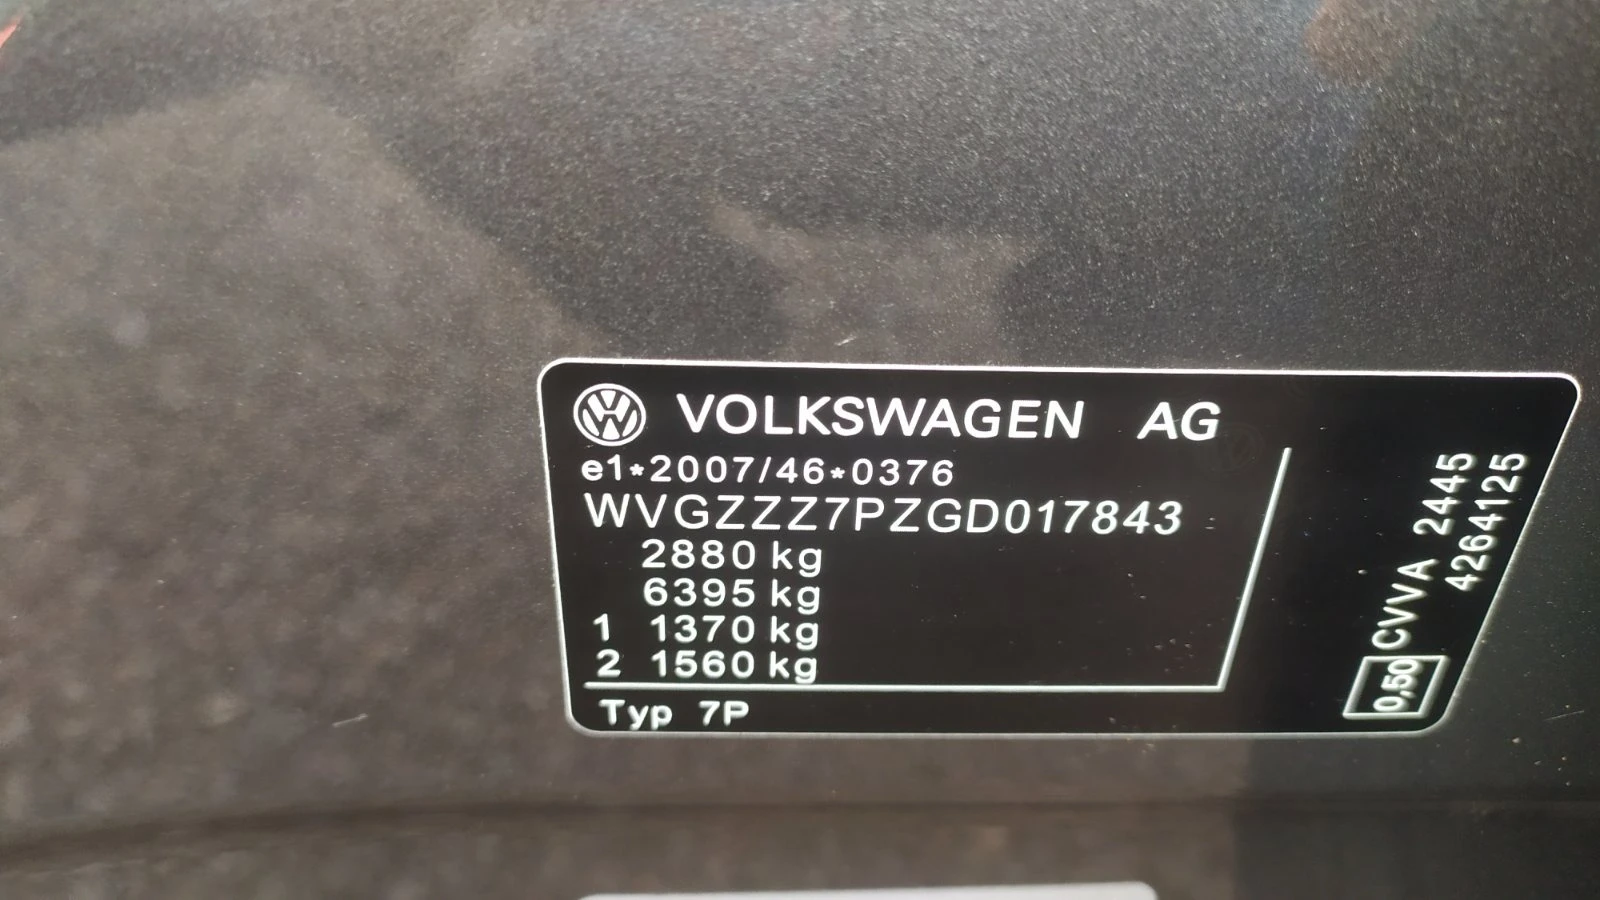 VOLKSWAGEN AG
e1*2007/46*0376
WVGZZZ7PZGD017843
2880 kg
6395 kg
1 1370 kg
2 1560 kg
Typ 7P
0,50 CVVA 2445
4264125